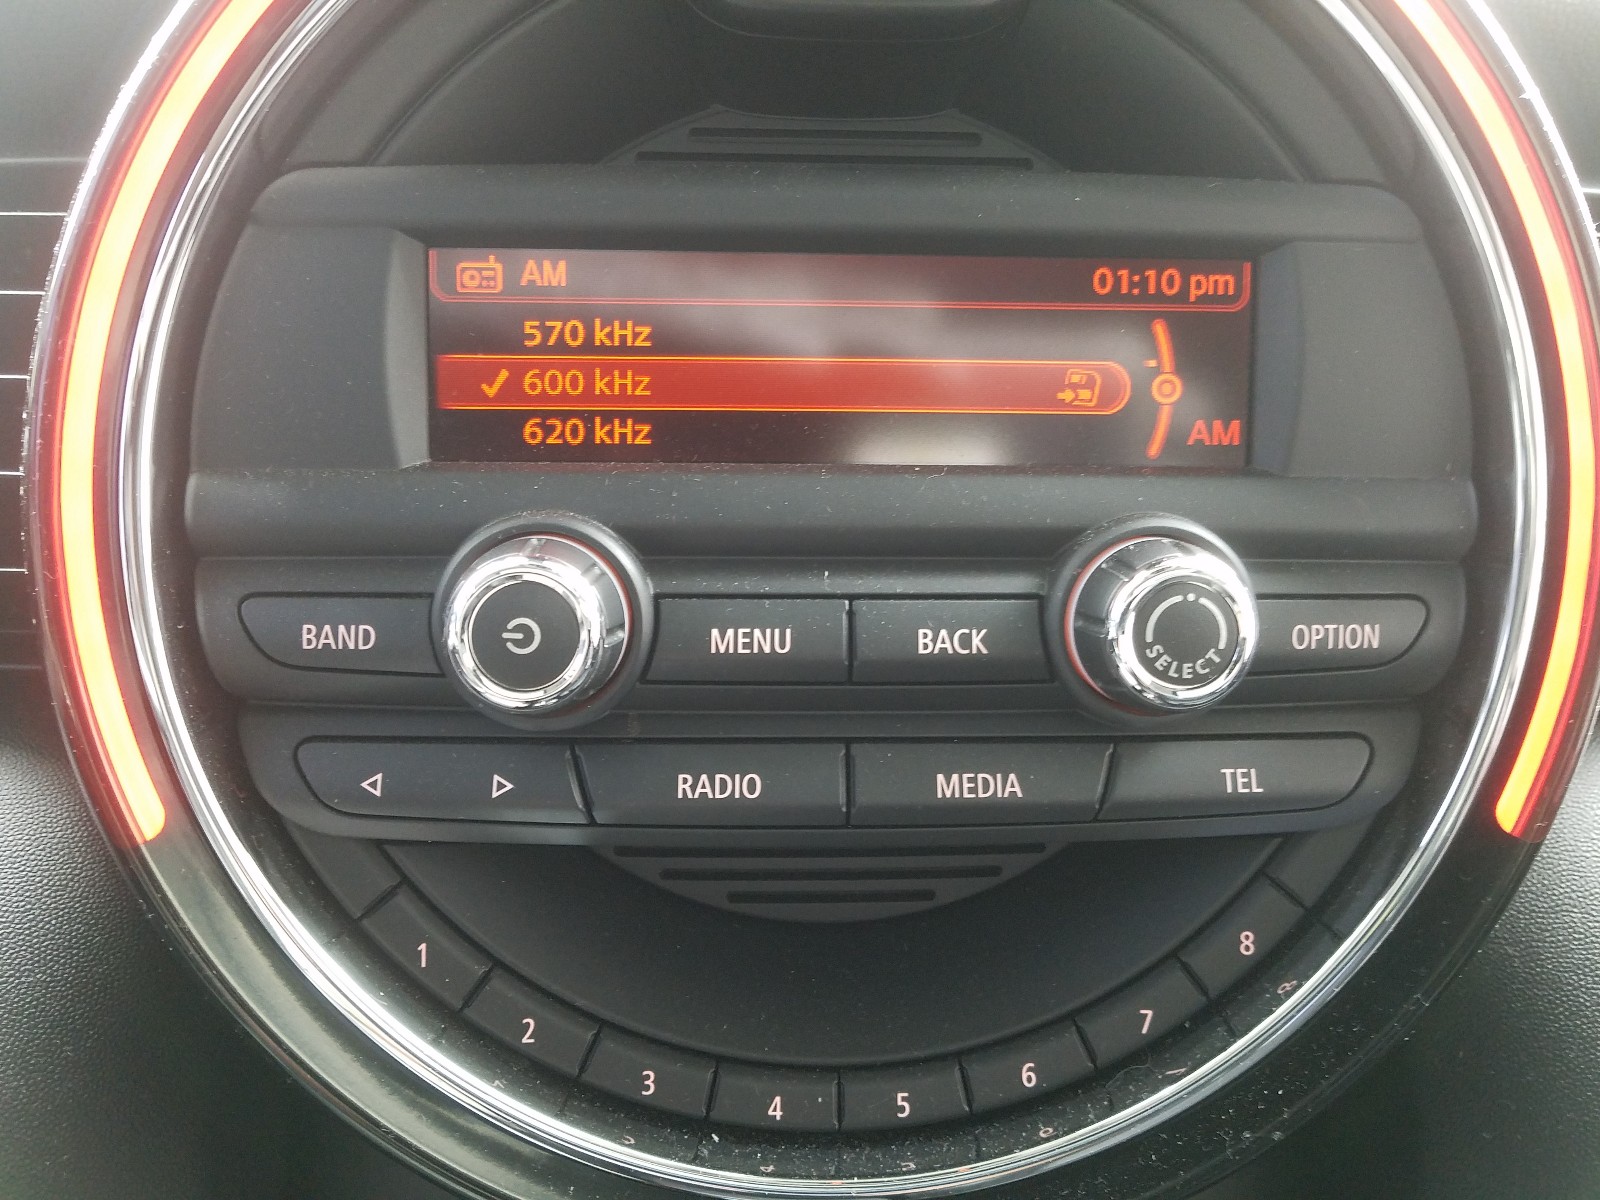 AM 01:10 pm
570 kHz
600 kHz
620 kHz
AM
BAND MENU BACK SELECT OPTION
RADIO MEDIA TEL
1 2 3 4 5 6 7 8